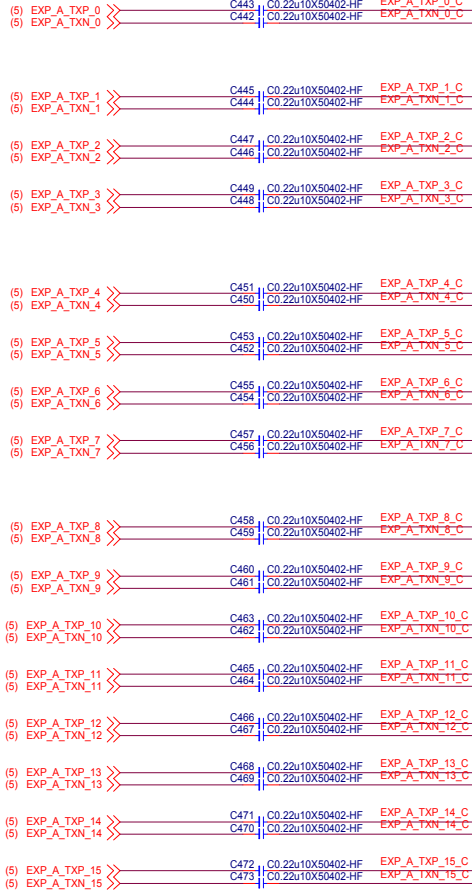 (5) EXP_A_TXP_0 C443 C0.22u10X50402-HF EXP_A_TXP_0_C
(5) EXP_A_TXN_0 C442 C0.22u10X50402-HF EXP_A_TXN_0_C
(5) EXP_A_TXP_1 C445 C0.22u10X50402-HF EXP_A_TXP_1_C
(5) EXP_A_TXN_1 C444 C0.22u10X50402-HF EXP_A_TXN_1_C
(5) EXP_A_TXP_2 C447 C0.22u10X50402-HF EXP_A_TXP_2_C
(5) EXP_A_TXN_2 C446 C0.22u10X50402-HF EXP_A_TXN_2_C
(5) EXP_A_TXP_3 C449 C0.22u10X50402-HF EXP_A_TXP_3_C
(5) EXP_A_TXN_3 C448 C0.22u10X50402-HF EXP_A_TXN_3_C
(5) EXP_A_TXP_4 C451 C0.22u10X50402-HF EXP_A_TXP_4_C
(5) EXP_A_TXN_4 C450 C0.22u10X50402-HF EXP_A_TXN_4_C
(5) EXP_A_TXP_5 C453 C0.22u10X50402-HF EXP_A_TXP_5_C
(5) EXP_A_TXN_5 C452 C0.22u10X50402-HF EXP_A_TXN_5_C
(5) EXP_A_TXP_6 C455 C0.22u10X50402-HF EXP_A_TXP_6_C
(5) EXP_A_TXN_6 C454 C0.22u10X50402-HF EXP_A_TXN_6_C
(5) EXP_A_TXP_7 C457 C0.22u10X50402-HF EXP_A_TXP_7_C
(5) EXP_A_TXN_7 C456 C0.22u10X50402-HF EXP_A_TXN_7_C
(5) EXP_A_TXP_8 C458 C0.22u10X50402-HF EXP_A_TXP_8_C
(5) EXP_A_TXN_8 C459 C0.22u10X50402-HF EXP_A_TXN_8_C
(5) EXP_A_TXP_9 C460 C0.22u10X50402-HF EXP_A_TXP_9_C
(5) EXP_A_TXN_9 C461 C0.22u10X50402-HF EXP_A_TXN_9_C
(5) EXP_A_TXP_10 C463 C0.22u10X50402-HF EXP_A_TXP_10_C
(5) EXP_A_TXN_10 C462 C0.22u10X50402-HF EXP_A_TXN_10_C
(5) EXP_A_TXP_11 C465 C0.22u10X50402-HF EXP_A_TXP_11_C
(5) EXP_A_TXN_11 C464 C0.22u10X50402-HF EXP_A_TXN_11_C
(5) EXP_A_TXP_12 C466 C0.22u10X50402-HF EXP_A_TXP_12_C
(5) EXP_A_TXN_12 C467 C0.22u10X50402-HF EXP_A_TXN_12_C
(5) EXP_A_TXP_13 C468 C0.22u10X50402-HF EXP_A_TXP_13_C
(5) EXP_A_TXN_13 C469 C0.22u10X50402-HF EXP_A_TXN_13_C
(5) EXP_A_TXP_14 C471 C0.22u10X50402-HF EXP_A_TXP_14_C
(5) EXP_A_TXN_14 C470 C0.22u10X50402-HF EXP_A_TXN_14_C
(5) EXP_A_TXP_15 C472 C0.22u10X50402-HF EXP_A_TXP_15_C
(5) EXP_A_TXN_15 C473 C0.22u10X50402-HF EXP_A_TXN_15_C